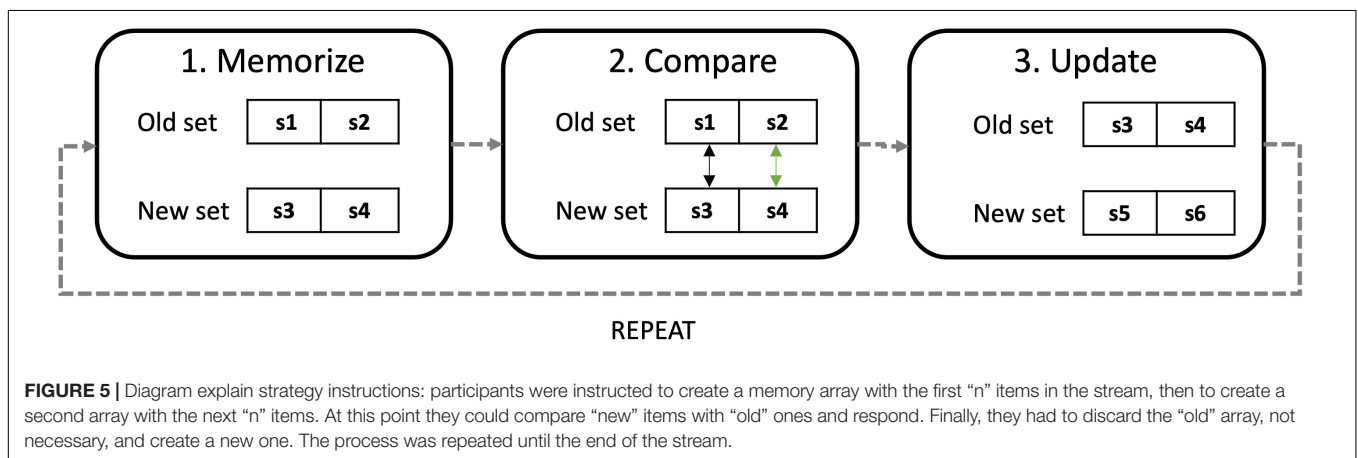 1. Memorize
Old set s1 s2
New set s3 s4
2. Compare
Old set s1 s2
New set s3 s4
3. Update
Old set s3 s4
New set s5 s6
REPEAT
FIGURE 5 | Diagram explain strategy instructions: participants were instructed to create a memory array with the first “n” items in the stream, then to create a
second array with the next “n” items. At this point they could compare “new” items with “old” ones and respond. Finally, they had to discard the “old” array, not
necessary, and create a new one. The process was repeated until the end of the stream.